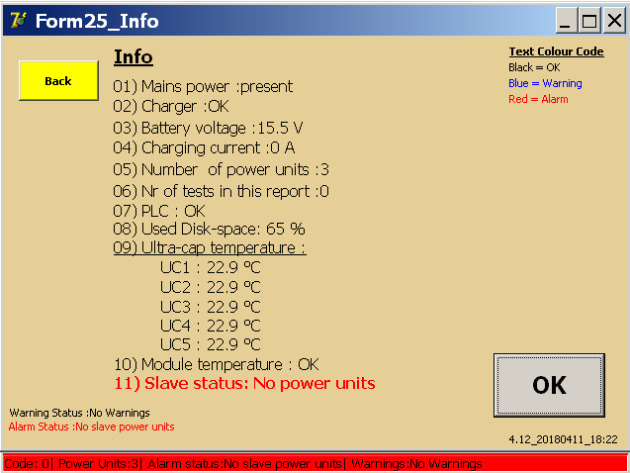 Form25_Info
Back
Info
01) Mains power :present
02) Charger :OK
03) Battery voltage :15.5 V
04) Charging current :0 A
05) Number of power units :3
06) Nr of tests in this report :0
07) PLC : OK
08) Used Disk-space: 65 %
09) Ultra-cap temperature :
UC1 : 22.9 ºC
UC2 : 22.9 ºC
UC3 : 22.9 ºC
UC4 : 22.9 ºC
UC5 : 22.9 ºC
10) Module temperature : OK
11) Slave status: No power units
Text Colour Code
Black = OK
Blue = Warning
Red = Alarm
OK
Warning Status :No Warnings
Alarm Status :No slave power units
4.12_20180411_18:22
Code: 0| Power Units:3| Alarm status:No slave power units| Warnings:No Warnings